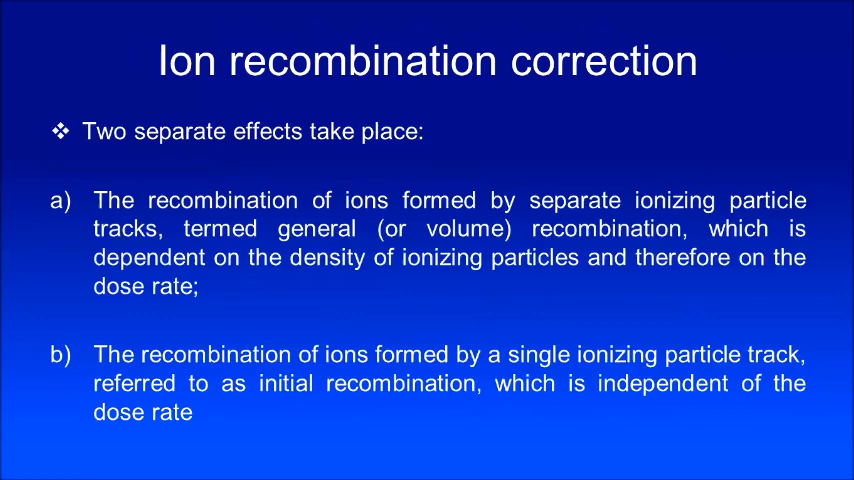 Ion recombination correction
❖ Two separate effects take place:
a) The recombination of ions formed by separate ionizing particle
tracks, termed general (or volume) recombination, which is
dependent on the density of ionizing particles and therefore on the
dose rate;
b) The recombination of ions formed by a single ionizing particle track,
referred to as initial recombination, which is independent of the
dose rate